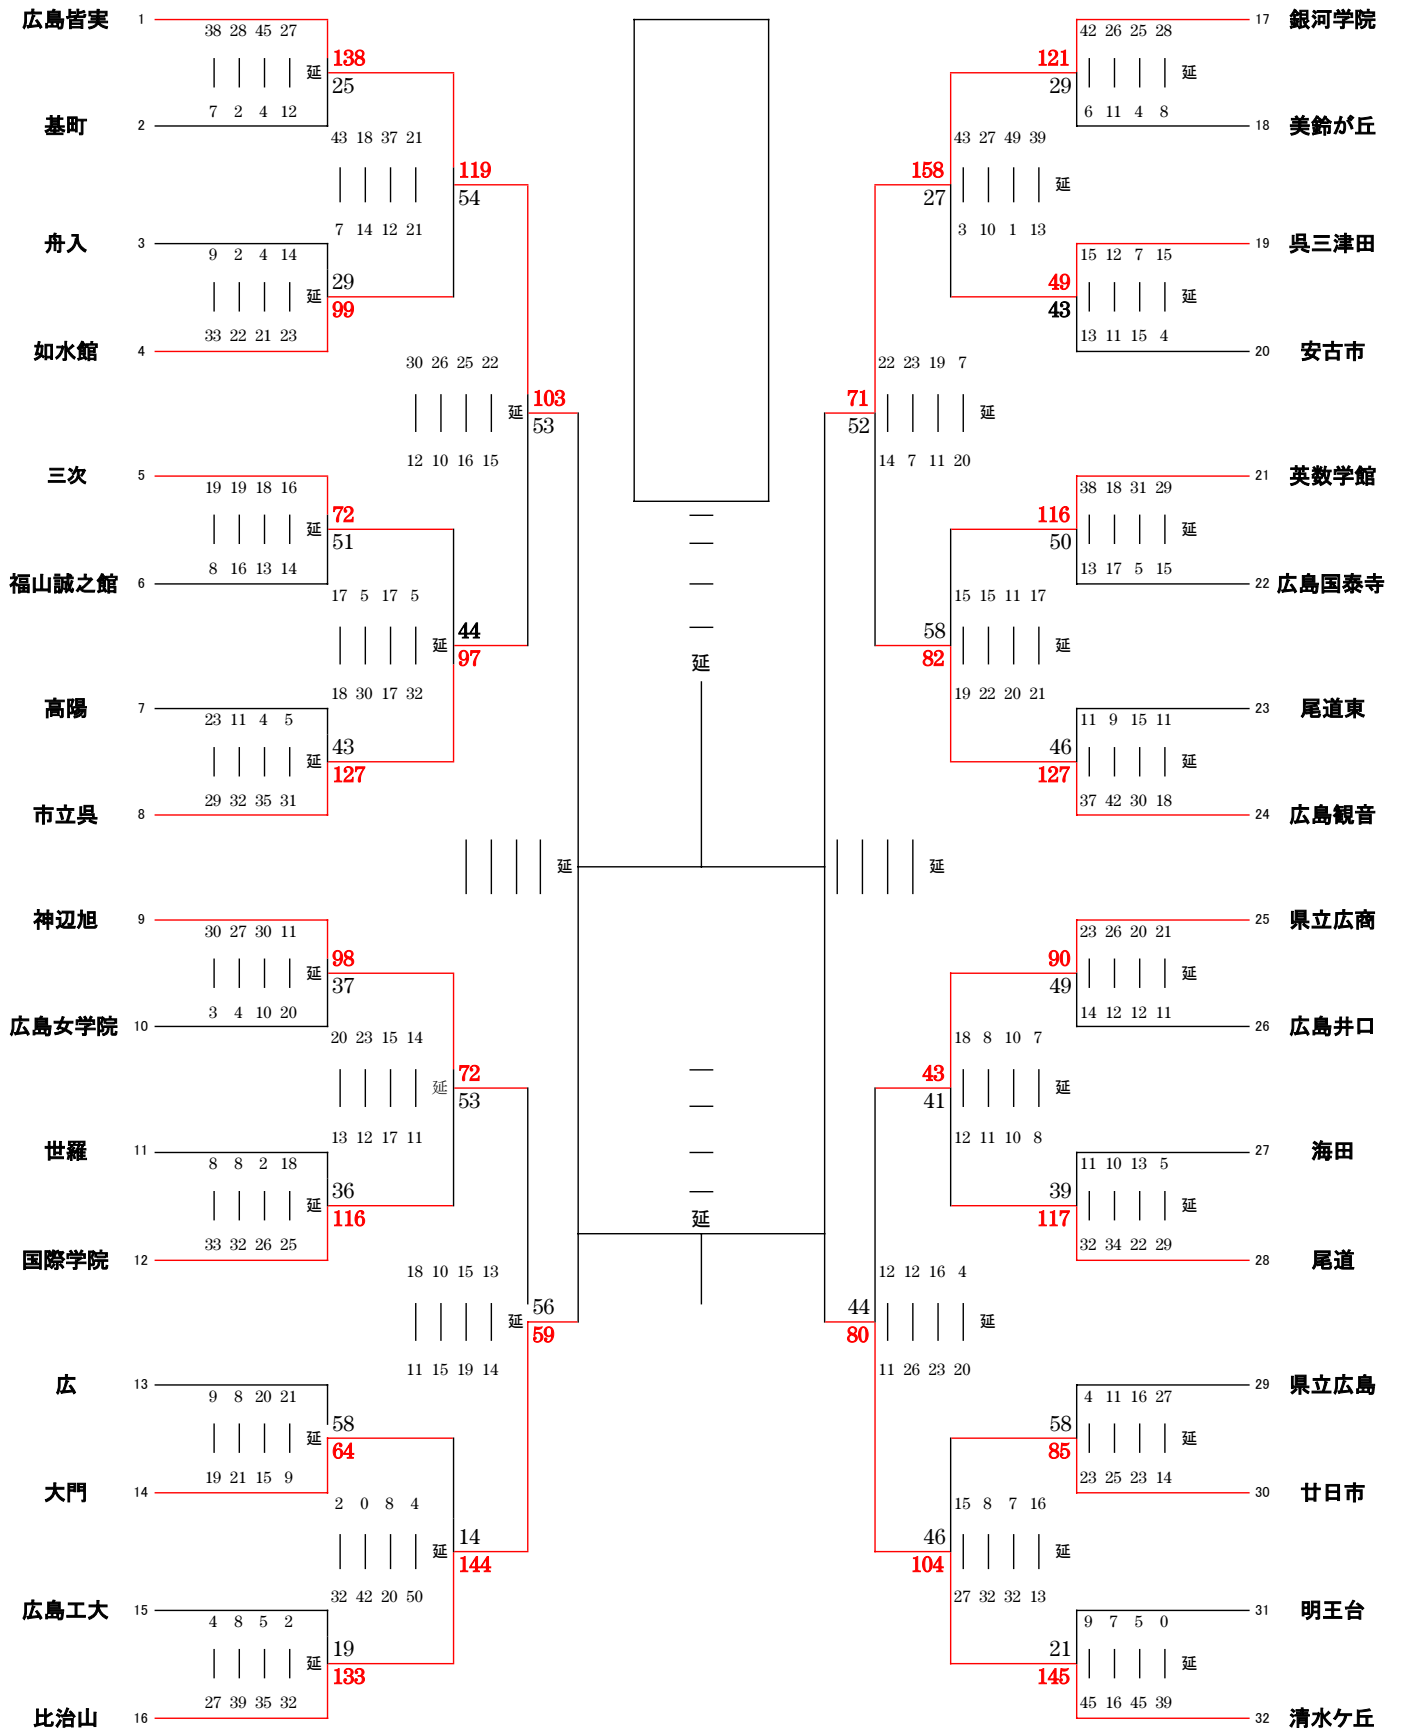 広島皆実 1
38 28 45 27
延 138
25
7 2 4 12
基町 2
43 18 37 21
119
54
7 14 12 21
舟入 3
9 2 4 14
延 29
99
33 22 21 23
如水館 4
30 26 25 22
延 103
53
12 10 16 15
三次 5
19 19 18 16
延 72
51
8 16 13 14
福山誠之館 6
17 5 17 5
延 44
97
18 30 17 32
高陽 7
23 11 4 5
延 43
127
29 32 35 31
市立呉 8
延
神辺旭 9
30 27 30 11
延 98
37
3 4 10 20
広島女学院 10
20 23 15 14
延 72
53
13 12 17 11
世羅 11
8 8 2 18
延 36
116
33 32 26 25
国際学院 12
18 10 15 13
延 56
59
11 15 19 14
広 13
9 8 20 21
延 58
64
19 21 15 9
大門 14
2 0 8 4
延 14
144
32 42 20 50
広島工大 15
4 8 5 2
延 19
133
27 39 35 32
比治山 16
延
延
17 銀河学院
42 26 25 28
121 延
29
6 11 4 8
18 美鈴が丘
43 27 49 39
158 延
27
3 10 1 13
19 呉三津田
15 12 7 15
49 延
43
13 11 15 4
20 安古市
22 23 19 7
71 延
52
14 7 11 20
21 英数学館
38 18 31 29
116 延
50
13 17 5 15
22 広島国泰寺
15 15 11 17
58 延
82
19 22 20 21
23 尾道東
11 9 15 11
46 延
127
37 42 30 18
24 広島観音
延
25 県立広商
23 26 20 21
90 延
49
14 12 12 11
26 広島井口
18 8 10 7
43 延
41
12 11 10 8
27 海田
11 10 13 5
39 延
117
32 34 22 29
28 尾道
12 12 16 4
44 延
80
11 26 23 20
29 県立広島
4 11 16 27
58 延
85
23 25 23 14
30 廿日市
15 8 7 16
46 延
104
27 32 32 13
31 明王台
9 7 5 0
21 延
145
45 16 45 39
32 清水ケ丘